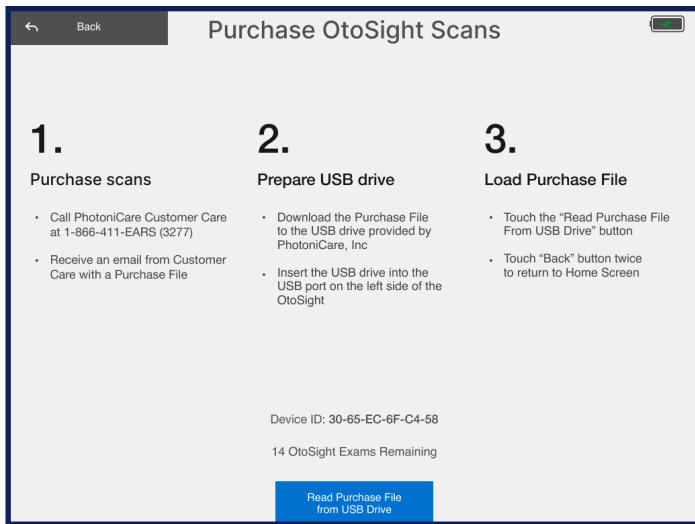 Back
Purchase OtoSight Scans
1.
Purchase scans
• Call PhotoniCare Customer Care
at 1-866-411-EARS (3277)
• Receive an email from Customer
Care with a Purchase File
2.
Prepare USB drive
• Download the Purchase File
to the USB drive provided by
PhotoniCare, Inc
• Insert the USB drive into the
USB port on the left side of the
OtoSight
3.
Load Purchase File
• Touch the “Read Purchase File
From USB Drive” button
• Touch “Back” button twice
to return to Home Screen
Device ID: 30-65-EC-6F-C4-58
14 OtoSight Exams Remaining
Read Purchase File
from USB Drive